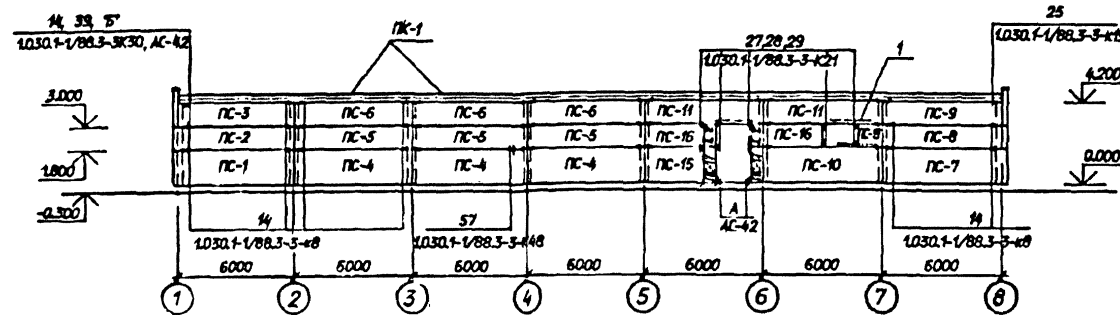 14, 39, "Б"
1.030.1-1/88.3-3К30, АС-42
ПК-1
27,28,29
1.030.1-1/88.3-3-К21
1
25
1.030.1-1/88.3-3-К
3.000
4.200
ПС-3 ПС-6 ПС-6 ПС-6 ПС-11 ПС-11 ПС-9
ПС-2 ПС-5 ПС-5 ПС-5 ПС-16 ПС-16 ПС-8
ПС-1 ПС-4 ПС-4 ПС-4 ПС-15 ПС-10 ПС-7
1.800
0.000
-0.300
14
1.030.1-1/88.3-3-к8
57
1.030.1-1/88.3-3-К48
А
АС-42
14
1.030.1-1/88.3-3-к8
6000 6000 6000 6000 6000 6000 6000
1 2 3 4 5 6 7 8